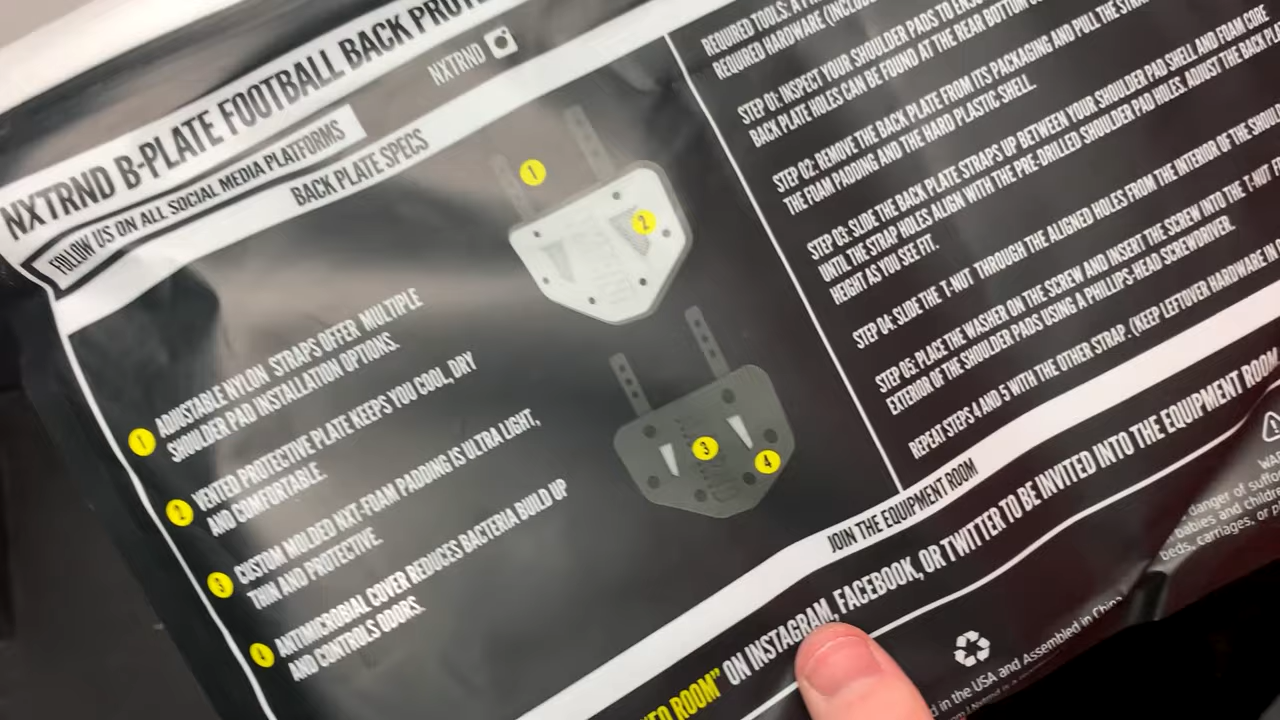 NXTRND B-PLATE FOOTBALL BACK
FOLLOW US ON ALL SOCIAL MEDIA PLATFORMS
NXTRND
BACK PLATE SPECS
1
2
3
4
1 ADJUSTABLE NYLON STRAPS OFFER MULTIPLE
SHOULDER PAD INSTALLATION OPTIONS.
2 VENTED PROTECTIVE PLATE KEEPS YOU COOL, DRY
AND COMFORTABLE.
3 CUSTOM MOLDED NXT-FOAM PADDING IS ULTRA LIGHT,
THIN AND PROTECTIVE.
4 ANTIMICROBIAL COVER REDUCES BACTERIA BUILD UP
AND CONTROLS ODORS.
REQUIRED TOOLS: A
REQUIRED HARDWARE
STEP 01: INSPECT YOUR SHOULDER PADS TO
BACK PLATE HOLES CAN BE FOUND AT THE REAR BOTTOM
STEP 02: REMOVE THE BACK PLATE FROM ITS PACKAGING AND PULL THE
THE FOAM PADDING AND THE HARD PLASTIC SHELL.
STEP 03: SLIDE THE BACK PLATE STRAPS UP BETWEEN YOUR SHOULDER PAD SHELL AND FOAM CORE
UNTIL THE STRAP HOLES ALIGN WITH THE PRE-DRILLED SHOULDER PAD HOLES. ADJUST THE BACK
HEIGHT AS YOU SEE FIT.
STEP 04: SLIDE THE T-NUT THROUGH THE ALIGNED HOLES FROM THE INTERIOR OF THE
STEP 05: PLACE THE WASHER ON THE SCREW AND INSERT THE SCREW INTO THE T-NUT
EXTERIOR OF THE SHOULDER PADS USING A PHILLIPS-HEAD SCREWDRIVER.
REPEAT STEPS 4 AND 5 WITH THE OTHER STRAP. (KEEP LEFTOVER HARDWARE IN
JOIN THE EQUIPMENT ROOM
ROOM" ON INSTAGRAM, FACEBOOK, OR TWITTER TO BE INVITED INTO THE EQUIPMENT ROOM
danger of
babies and
beds, carriages, or
in the USA and Assembled in China